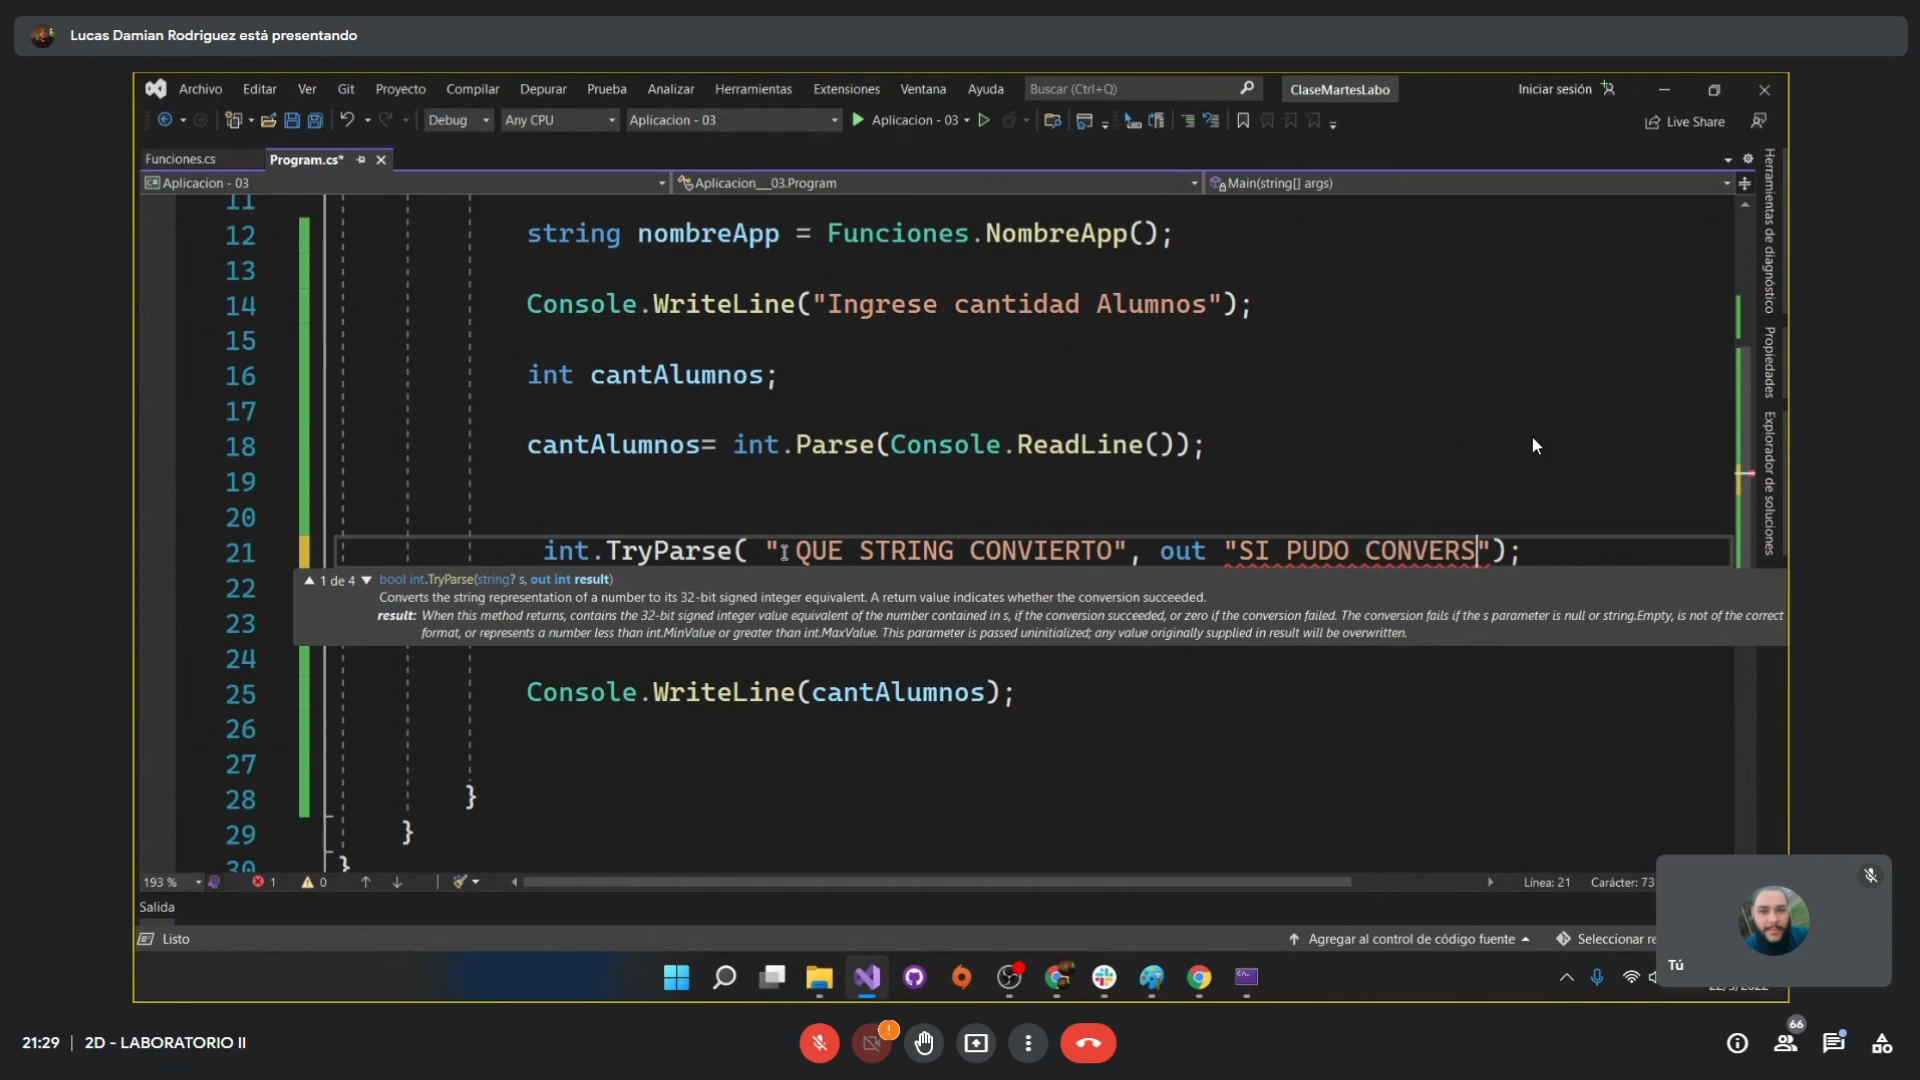 Lucas Damian Rodriguez está presentando
Archivo Editar Ver Git Proyecto Compilar Depurar Prueba Analizar Herramientas Extensiones Ventana Ayuda Buscar (Ctrl+Q) ClaseMartesLabo Iniciar sesión
Debug Any CPU Aplicacion - 03 Aplicacion - 03 Live Share
Funciones.cs Program.cs*
Aplicacion - 03 Aplicacion__03.Program Main(string[] args)
Herramientas de diagnóstico
Propiedades
Explorador de soluciones
11
12 string nombreApp = Funciones.NombreApp();
13
14 Console.WriteLine("Ingrese cantidad Alumnos");
15
16 int cantAlumnos;
17
18 cantAlumnos= int.Parse(Console.ReadLine());
19
20
21 int.TryParse( " QUE STRING CONVIERTO", out "SI PUDO CONVERS");
22
1 de 4 bool int.TryParse(string? s, out int result)
Converts the string representation of a number to its 32-bit signed integer equivalent. A return value indicates whether the conversion succeeded.
result: When this method returns, contains the 32-bit signed integer value equivalent of the number contained in s, if the conversion succeeded, or zero if the conversion failed. The conversion fails if the s parameter is null or string.Empty, is not of the correct
format, or represents a number less than int.MinValue or greater than int.MaxValue. This parameter is passed uninitialized; any value originally supplied in result will be overwritten.
23
24
25 Console.WriteLine(cantAlumnos);
26
27
28 }
29 }
30 }
193 % 1 0 Línea: 21 Carácter: 73
Salida
Listo Agregar al control de código fuente Seleccionar
Tú
21:29 | 2D - LABORATORIO II
66